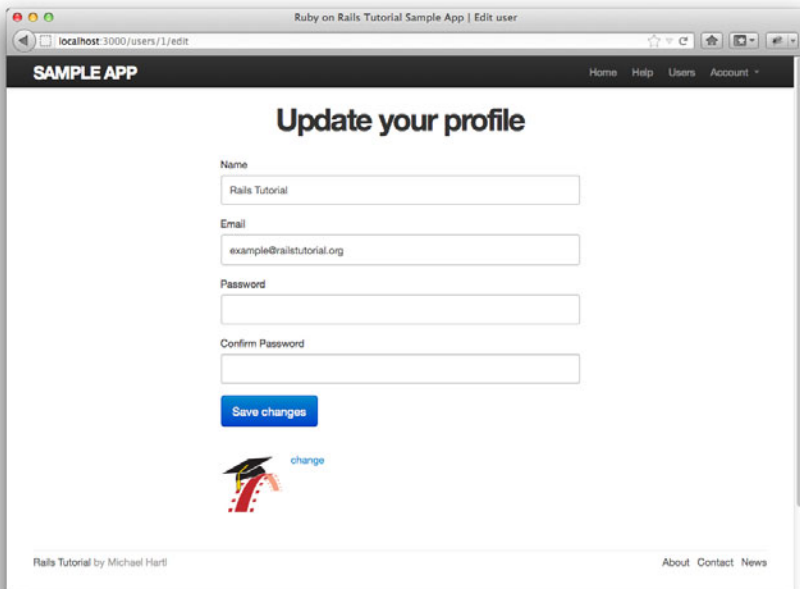 Ruby on Rails Tutorial Sample App | Edit user
localhost:3000/users/1/edit
SAMPLE APP
Home Help Users Account
Update your profile
Name
Rails Tutorial
Email
example@railstutorial.org
Password
Confirm Password
Save changes
change
Rails Tutorial by Michael Hartl
About Contact News